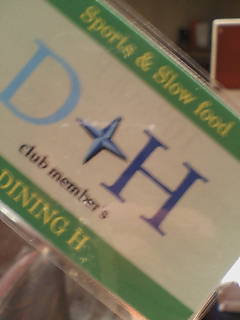 Sports & Slow food
D★H
club member's
DINING H